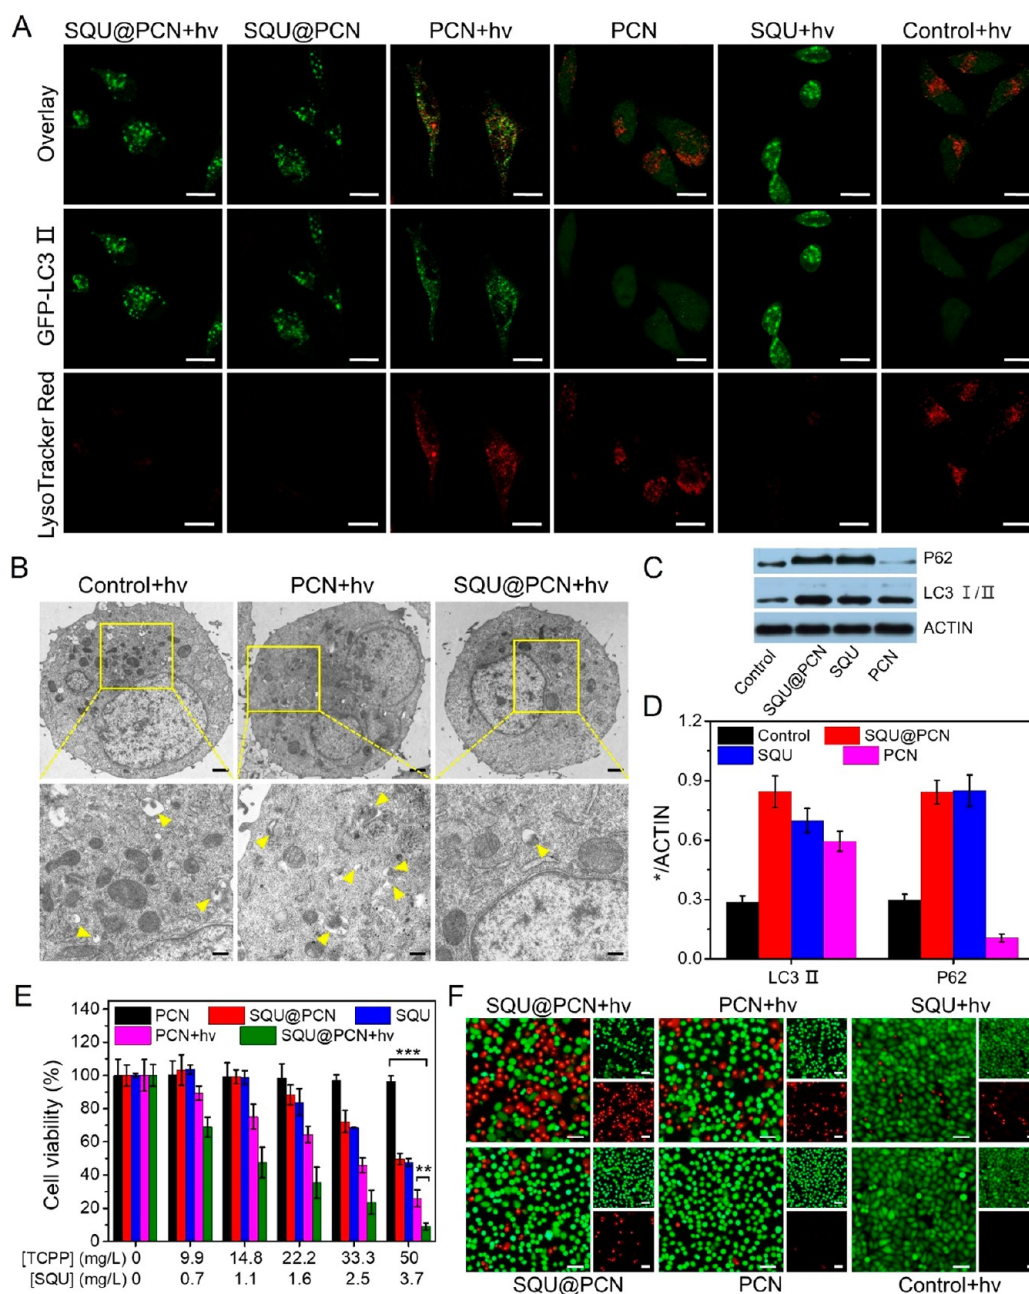 A
SQU@PCN+hv SQU@PCN PCN+hv PCN SQU+hv Control+hv
Overlay
GFP-LC3 Ⅱ
LysoTracker Red
B
Control+hv PCN+hv SQU@PCN+hv
C
P62
LC3 Ⅰ/Ⅱ
ACTIN
Control SQU@PCN SQU PCN
D
1.2
0.9
0.6
0.3
0.0
*/ACTIN
Control SQU@PCN
SQU PCN
LC3 Ⅱ P62
E
140
120
100
80
60
40
20
0
Cell viability (%)
PCN SQU@PCN SQU
PCN+hv SQU@PCN+hv
***
**
[TCPP] (mg/L) 0 9.9 14.8 22.2 33.3 50
[SQU] (mg/L) 0 0.7 1.1 1.6 2.5 3.7
F
SQU@PCN+hv PCN+hv SQU+hv
SQU@PCN PCN Control+hv